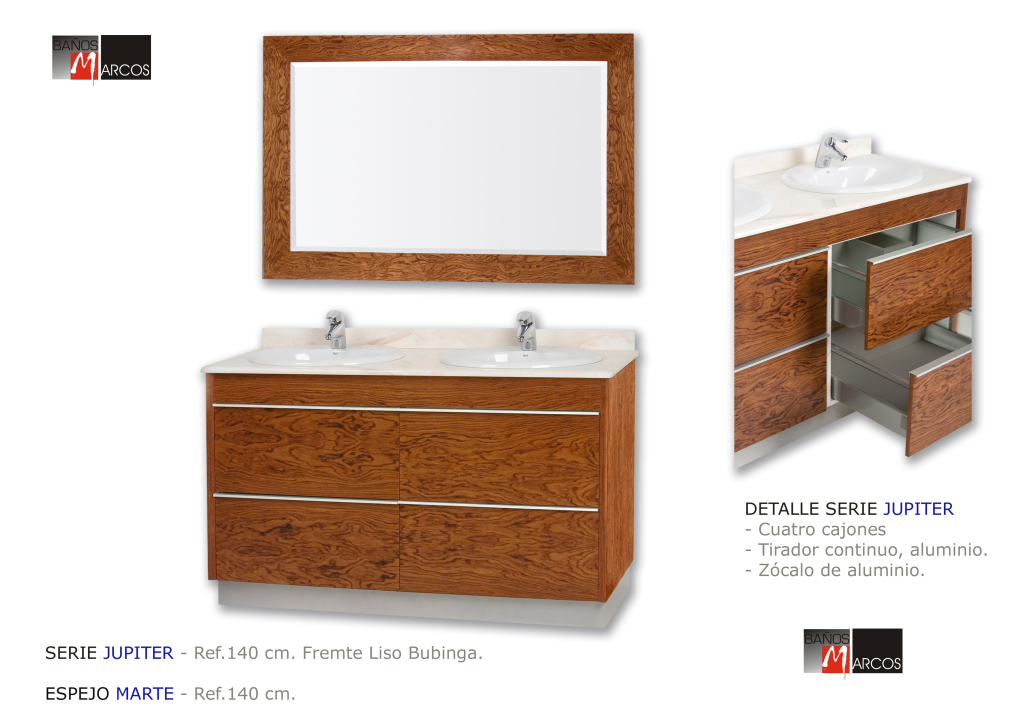 BAÑOS
MARCOS
DETALLE SERIE JUPITER
- Cuatro cajones
- Tirador continuo, aluminio.
- Zócalo de aluminio.
SERIE JUPITER - Ref.140 cm. Fremte Liso Bubinga.
ESPEJO MARTE - Ref.140 cm.
BAÑOS
MARCOS